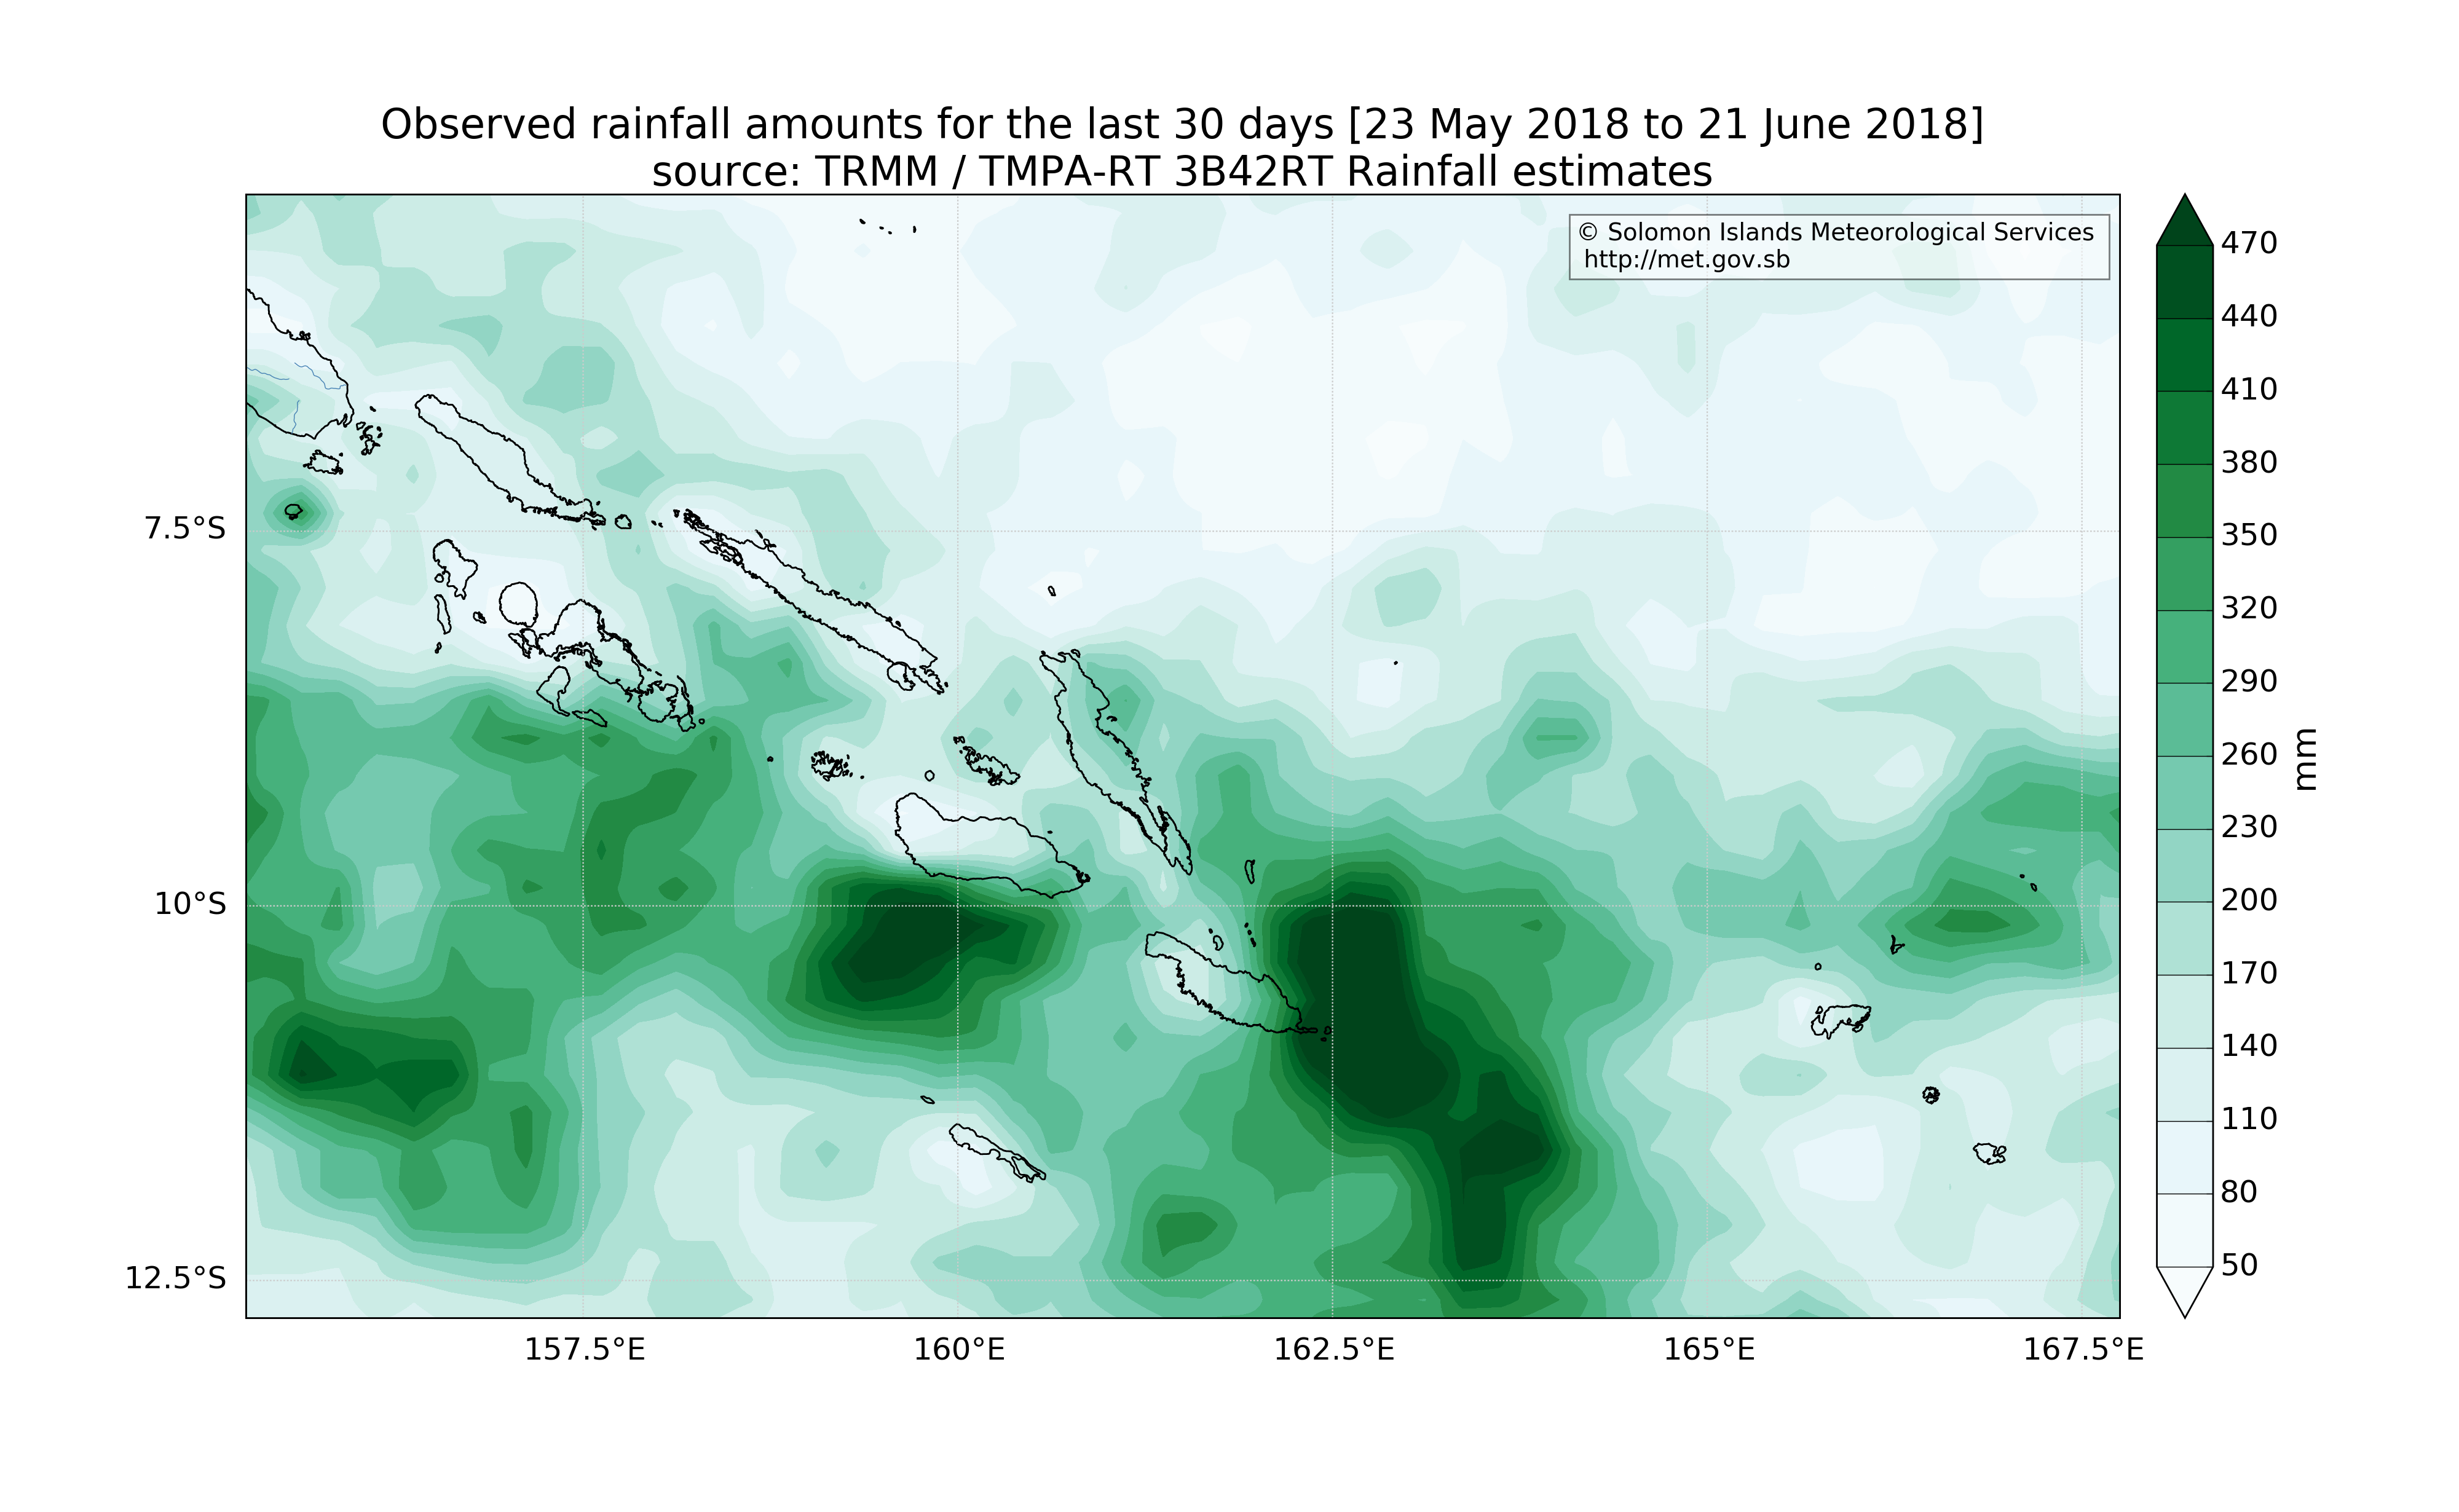 Observed rainfall amounts for the last 30 days [23 May 2018 to 21 June 2018]
source: TRMM / TMPA-RT 3B42RT Rainfall estimates
© Solomon Islands Meteorological Services
http://met.gov.sb
7.5°S
10°S
12.5°S
157.5°E
160°E
162.5°E
165°E
167.5°E
470
440
410
380
350
320
290
260
230
200
170
140
110
80
50
mm